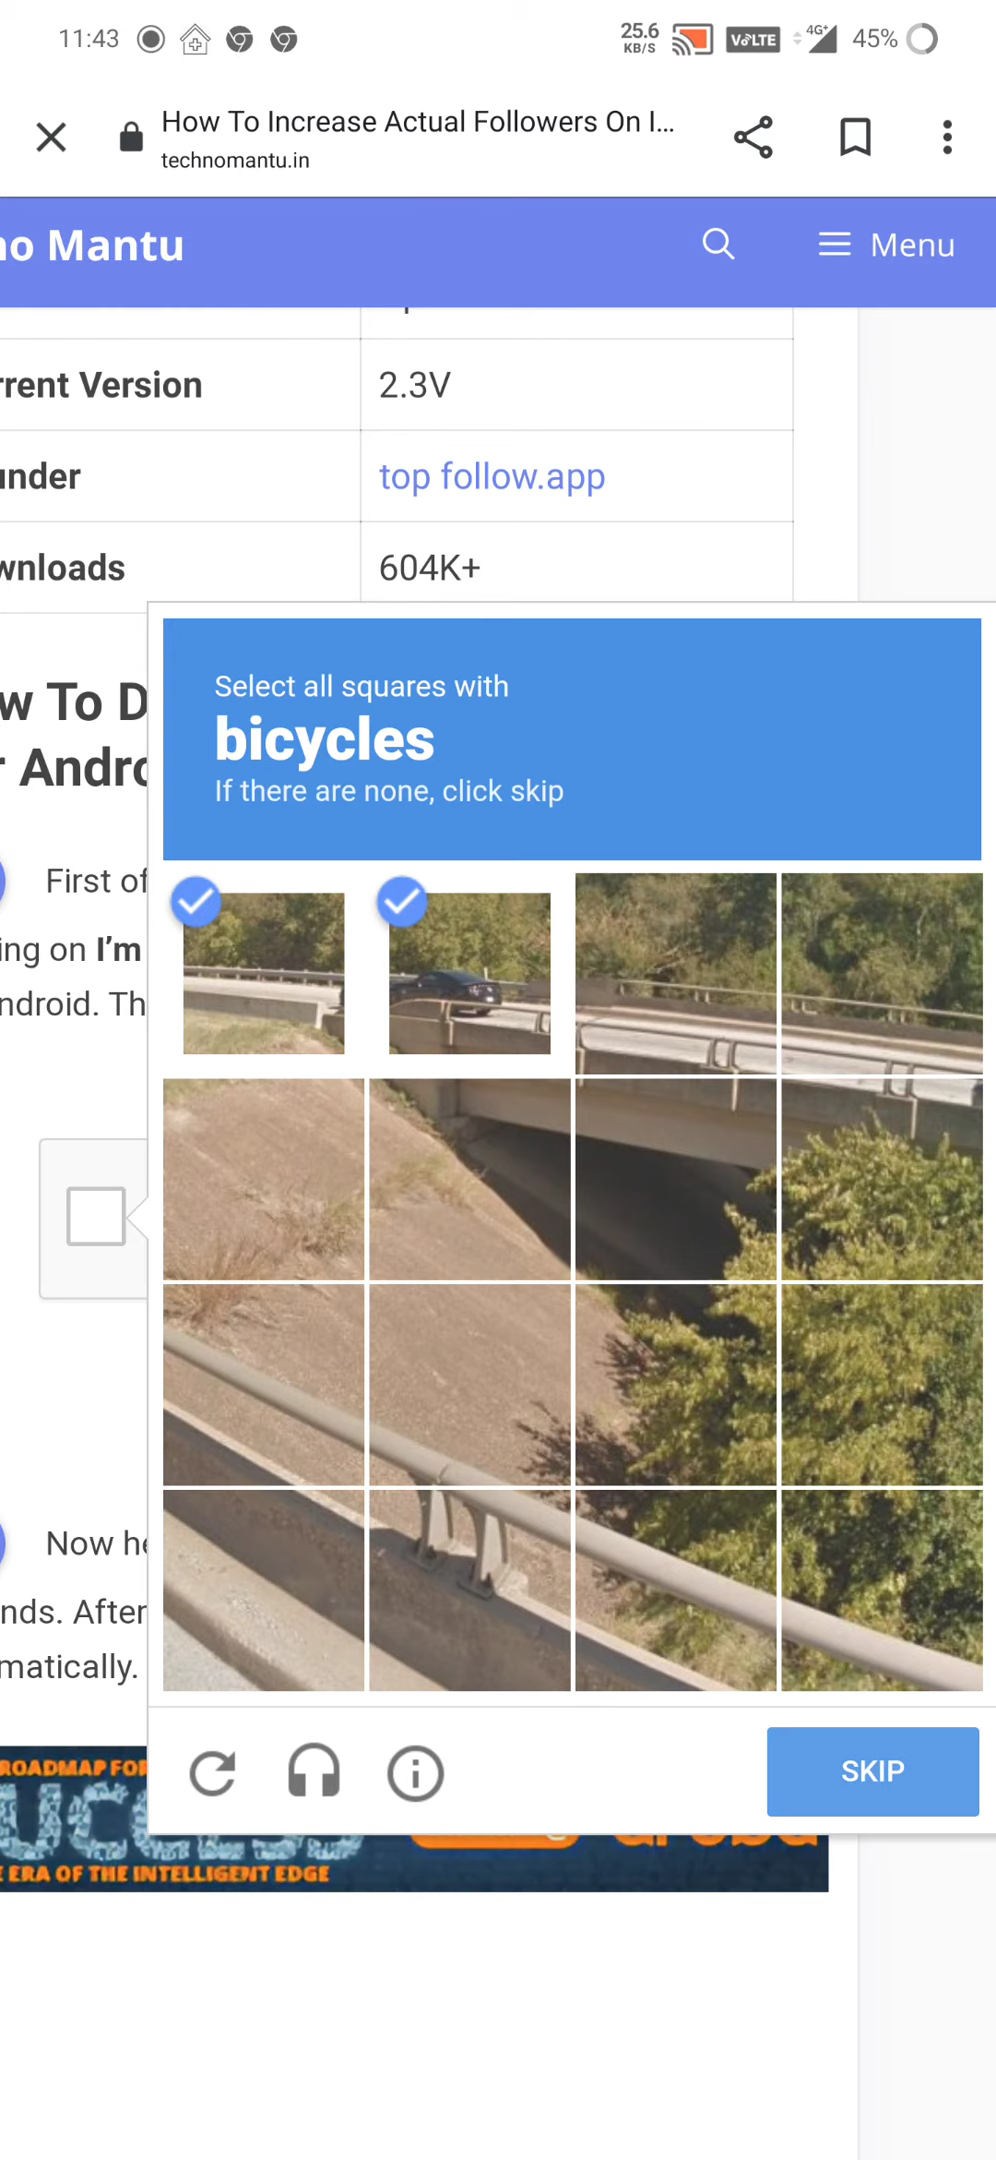 11:43
25.6
KB/S
VoLTE
4G+
45%
How To Increase Actual Followers On I...
technomantu.in
no Mantu
Menu
rrent Version
2.3V
under
top follow.app
wnloads
604K+
Select all squares with
bicycles
If there are none, click skip
w To D
r Andro
First of
ing on I'm
ndroid. Th
Now he
nds. After
matically.
SKIP
ROADMAP FOR
UCCESS
E ERA OF THE INTELLIGENT EDGE